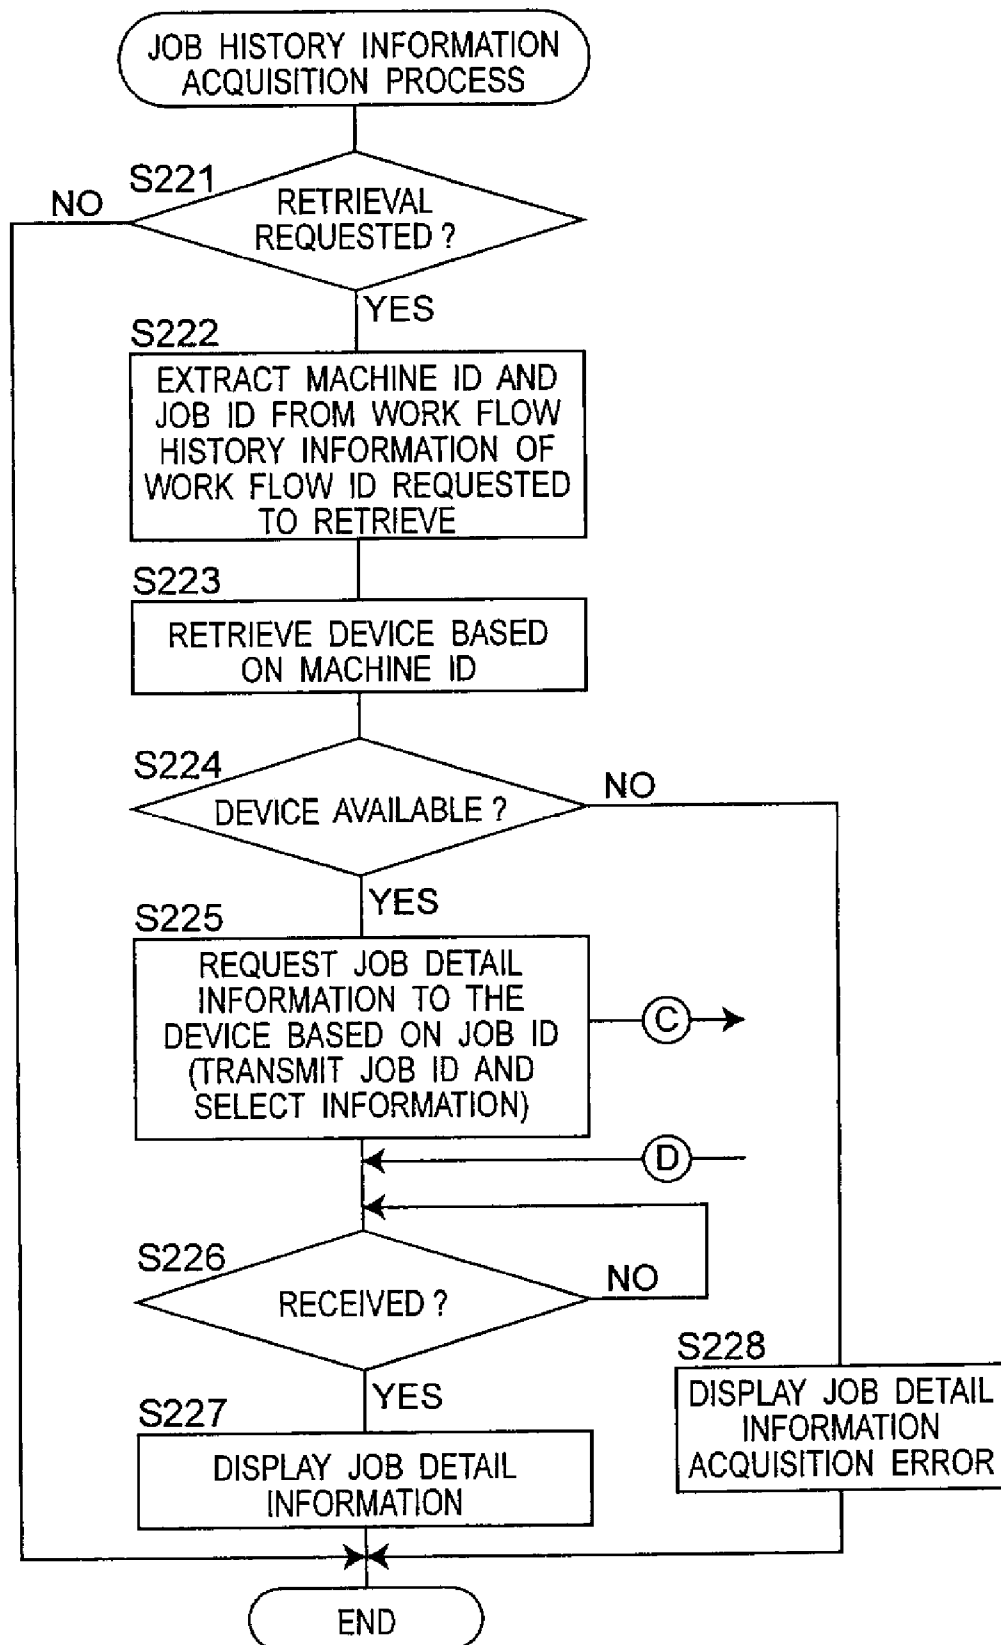 JOB HISTORY INFORMATION
ACQUISITION PROCESS
S221
NO
RETRIEVAL
REQUESTED ?
YES
S222
EXTRACT MACHINE ID AND
JOB ID FROM WORK FLOW
HISTORY INFORMATION OF
WORK FLOW ID REQUESTED
TO RETRIEVE
S223
RETRIEVE DEVICE BASED
ON MACHINE ID
S224
NO
DEVICE AVAILABLE ?
YES
S225
REQUEST JOB DETAIL
INFORMATION TO THE
DEVICE BASED ON JOB ID
(TRANSMIT JOB ID AND
SELECT INFORMATION)
C
D
S226
NO
RECEIVED ?
YES
S228
DISPLAY JOB DETAIL
INFORMATION
ACQUISITION ERROR
S227
DISPLAY JOB DETAIL
INFORMATION
END